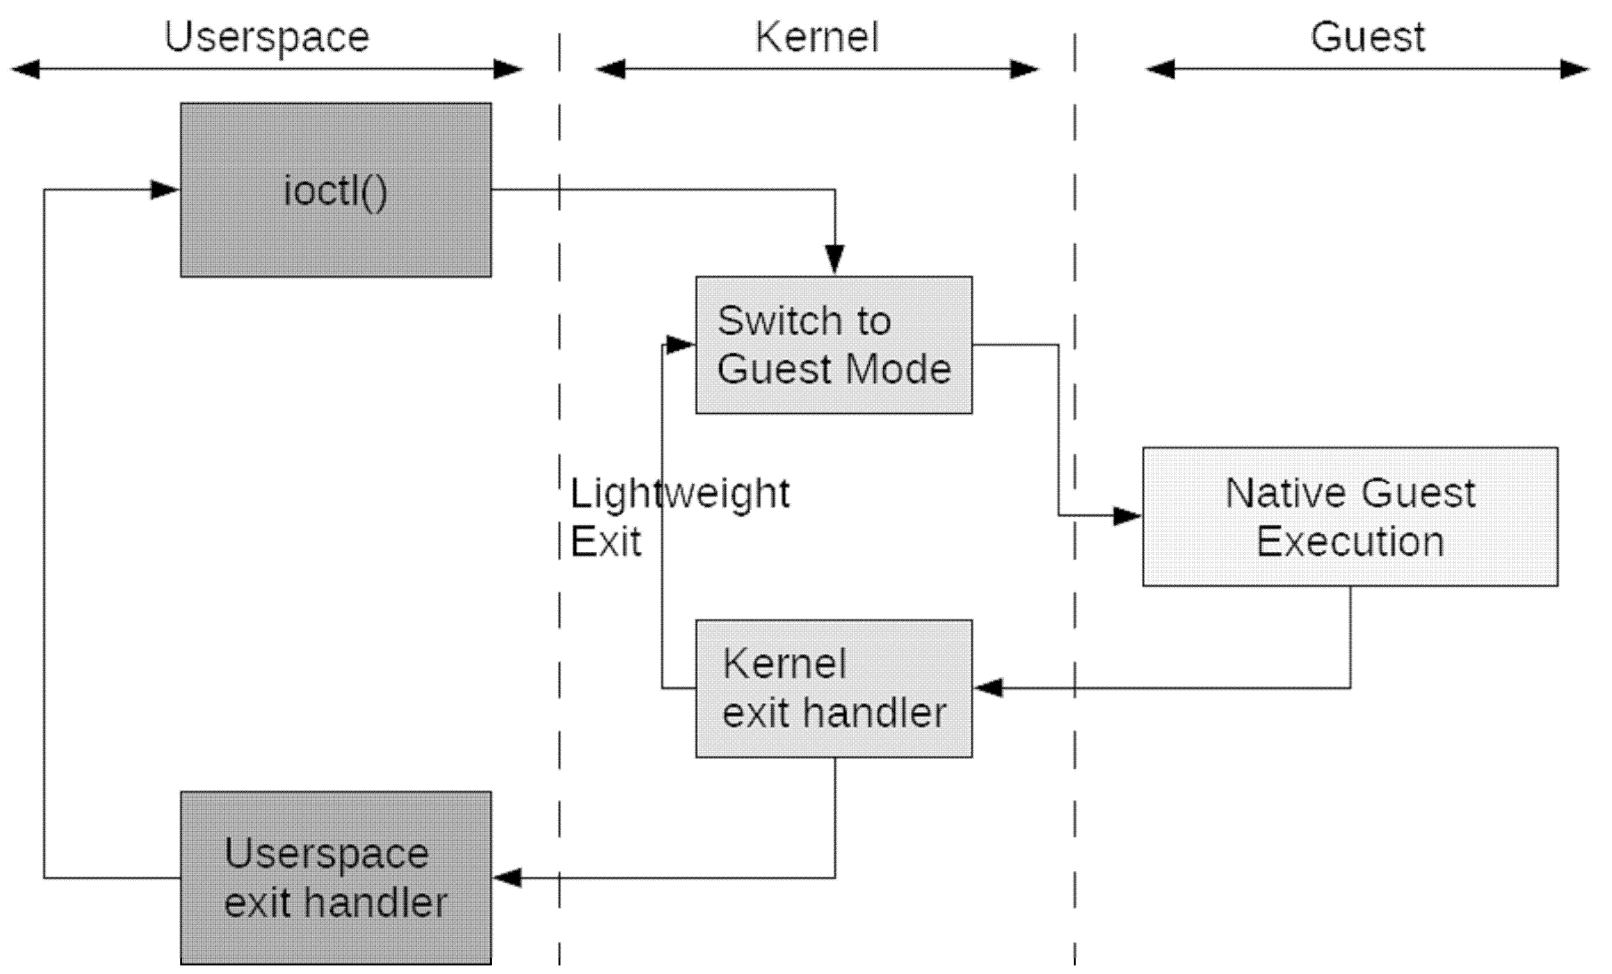 Userspace
Kernel
Guest
ioctl()
Switch to
Guest Mode
Lightweight
Exit
Native Guest
Execution
Kernel
exit handler
Userspace
exit handler